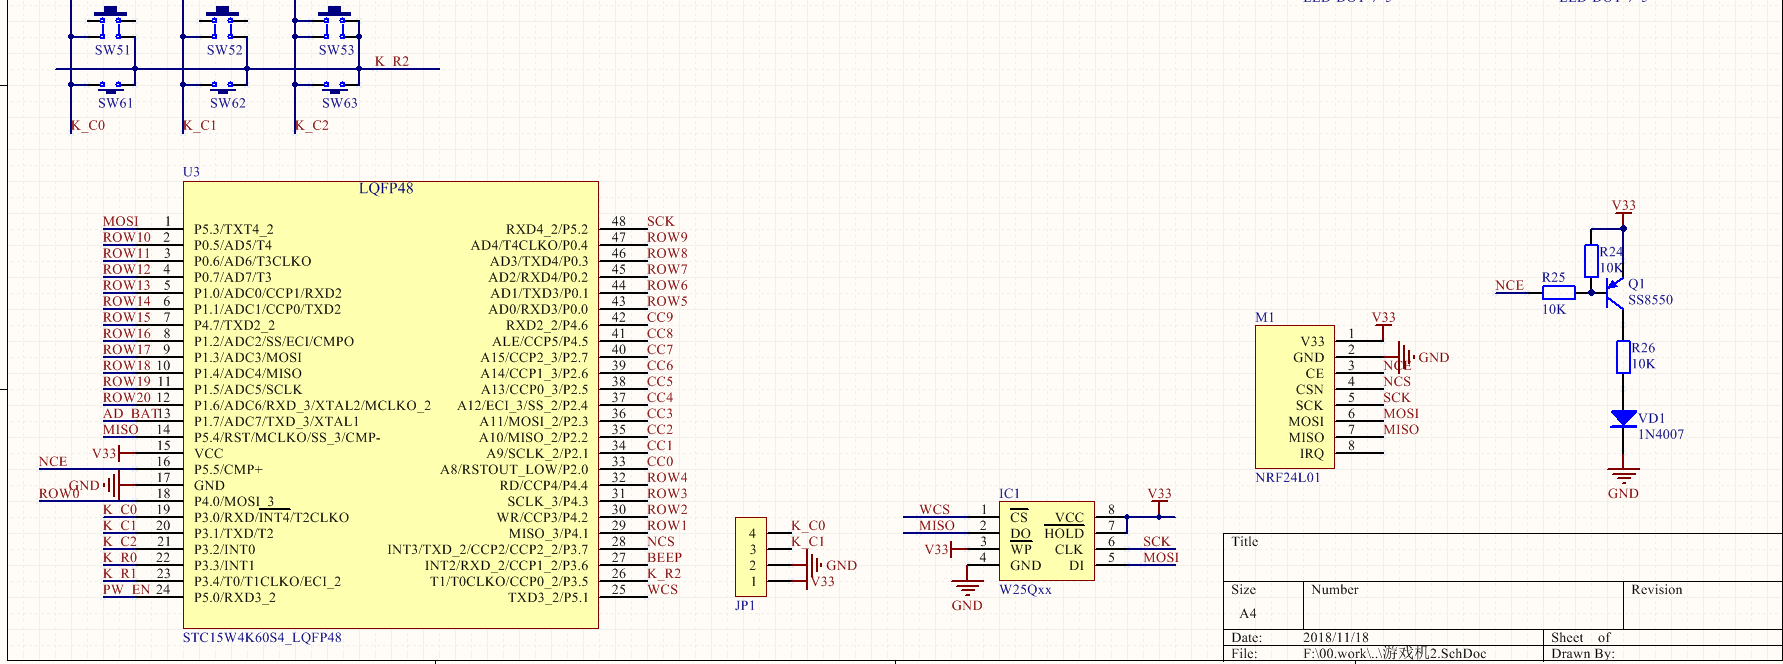 SW51 SW52 SW53
K_R2
SW61 SW62 SW63
K_C0 K_C1 K_C2
U3
LQFP48
MOSI 1 P5.3/TXT4_2 RXD4_2/P5.2 48 SCK
ROW10 2 P0.5/AD5/T4 AD4/T4CLKO/P0.4 47 ROW9
ROW11 3 P0.6/AD6/T3CLKO AD3/TXD4/P0.3 46 ROW8
ROW12 4 P0.7/AD7/T3 AD2/RXD4/P0.2 45 ROW7
ROW13 5 P1.0/ADC0/CCP1/RXD2 AD1/TXD3/P0.1 44 ROW6
ROW14 6 P1.1/ADC1/CCP0/TXD2 AD0/RXD3/P0.0 43 ROW5
ROW15 7 P4.7/TXD2_2 RXD2_2/P4.6 42 CC9
ROW16 8 P1.2/ADC2/SS/ECI/CMPO ALE/CCP5/P4.5 41 CC8
ROW17 9 P1.3/ADC3/MOSI A15/CCP2_3/P2.7 40 CC7
ROW18 10 P1.4/ADC4/MISO A14/CCP1_3/P2.6 39 CC6
ROW19 11 P1.5/ADC5/SCLK A13/CCP0_3/P2.5 38 CC5
ROW20 12 P1.6/ADC6/RXD_3/XTAL2/MCLKO_2 A12/ECI_3/SS_2/P2.4 37 CC4
AD_BAT 13 P1.7/ADC7/TXD_3/XTAL1 A11/MOSI_2/P2.3 36 CC3
MISO 14 P5.4/RST/MCLKO/SS_3/CMP- A10/MISO_2/P2.2 35 CC2
V33 15 VCC A9/SCLK_2/P2.1 34 CC1
NCE 16 P5.5/CMP+ A8/RSTOUT_LOW/P2.0 33 CC0
GND 17 GND RD/CCP4/P4.4 32 ROW4
ROW0 18 P4.0/MOSI_3 SCLK_3/P4.3 31 ROW3
K_C0 19 P3.0/RXD/INT4/T2CLKO WR/CCP3/P4.2 30 ROW2
K_C1 20 P3.1/TXD/T2 MISO_3/P4.1 29 ROW1
K_C2 21 P3.2/INT0 INT3/TXD_2/CCP2/CCP2_2/P3.7 28 NCS
K_R0 22 P3.3/INT1 INT2/RXD_2/CCP1_2/P3.6 27 BEEP
K_R1 23 P3.4/T0/T1CLKO/ECI_2 T1/T0CLKO/CCP0_2/P3.5 26 K_R2
PW_EN 24 P5.0/RXD3_2 TXD3_2/P5.1 25 WCS
STC15W4K60S4_LQFP48
4 K_C0
3 K_C1
2 GND
1 V33
JP1
IC1
V33
WCS 1 CS VCC 8
MISO 2 DO HOLD 7
V33 3 WP CLK 6 SCK
4 GND DI 5 MOSI
GND
W25Qxx
M1
V33 1 V33
GND 2 GND
CE 3 NCE
CSN 4 NCS
SCK 5 SCK
MOSI 6 MOSI
MISO 7 MISO
IRQ 8
NRF24L01
V33
R24
10K
NCE R25
10K
Q1
SS8550
R26
10K
VD1
1N4007
GND
Title
Size Number Revision
A4
Date: 2018/11/18 Sheet of
File: F:\00.work\..\游戏机2.SchDoc Drawn By: